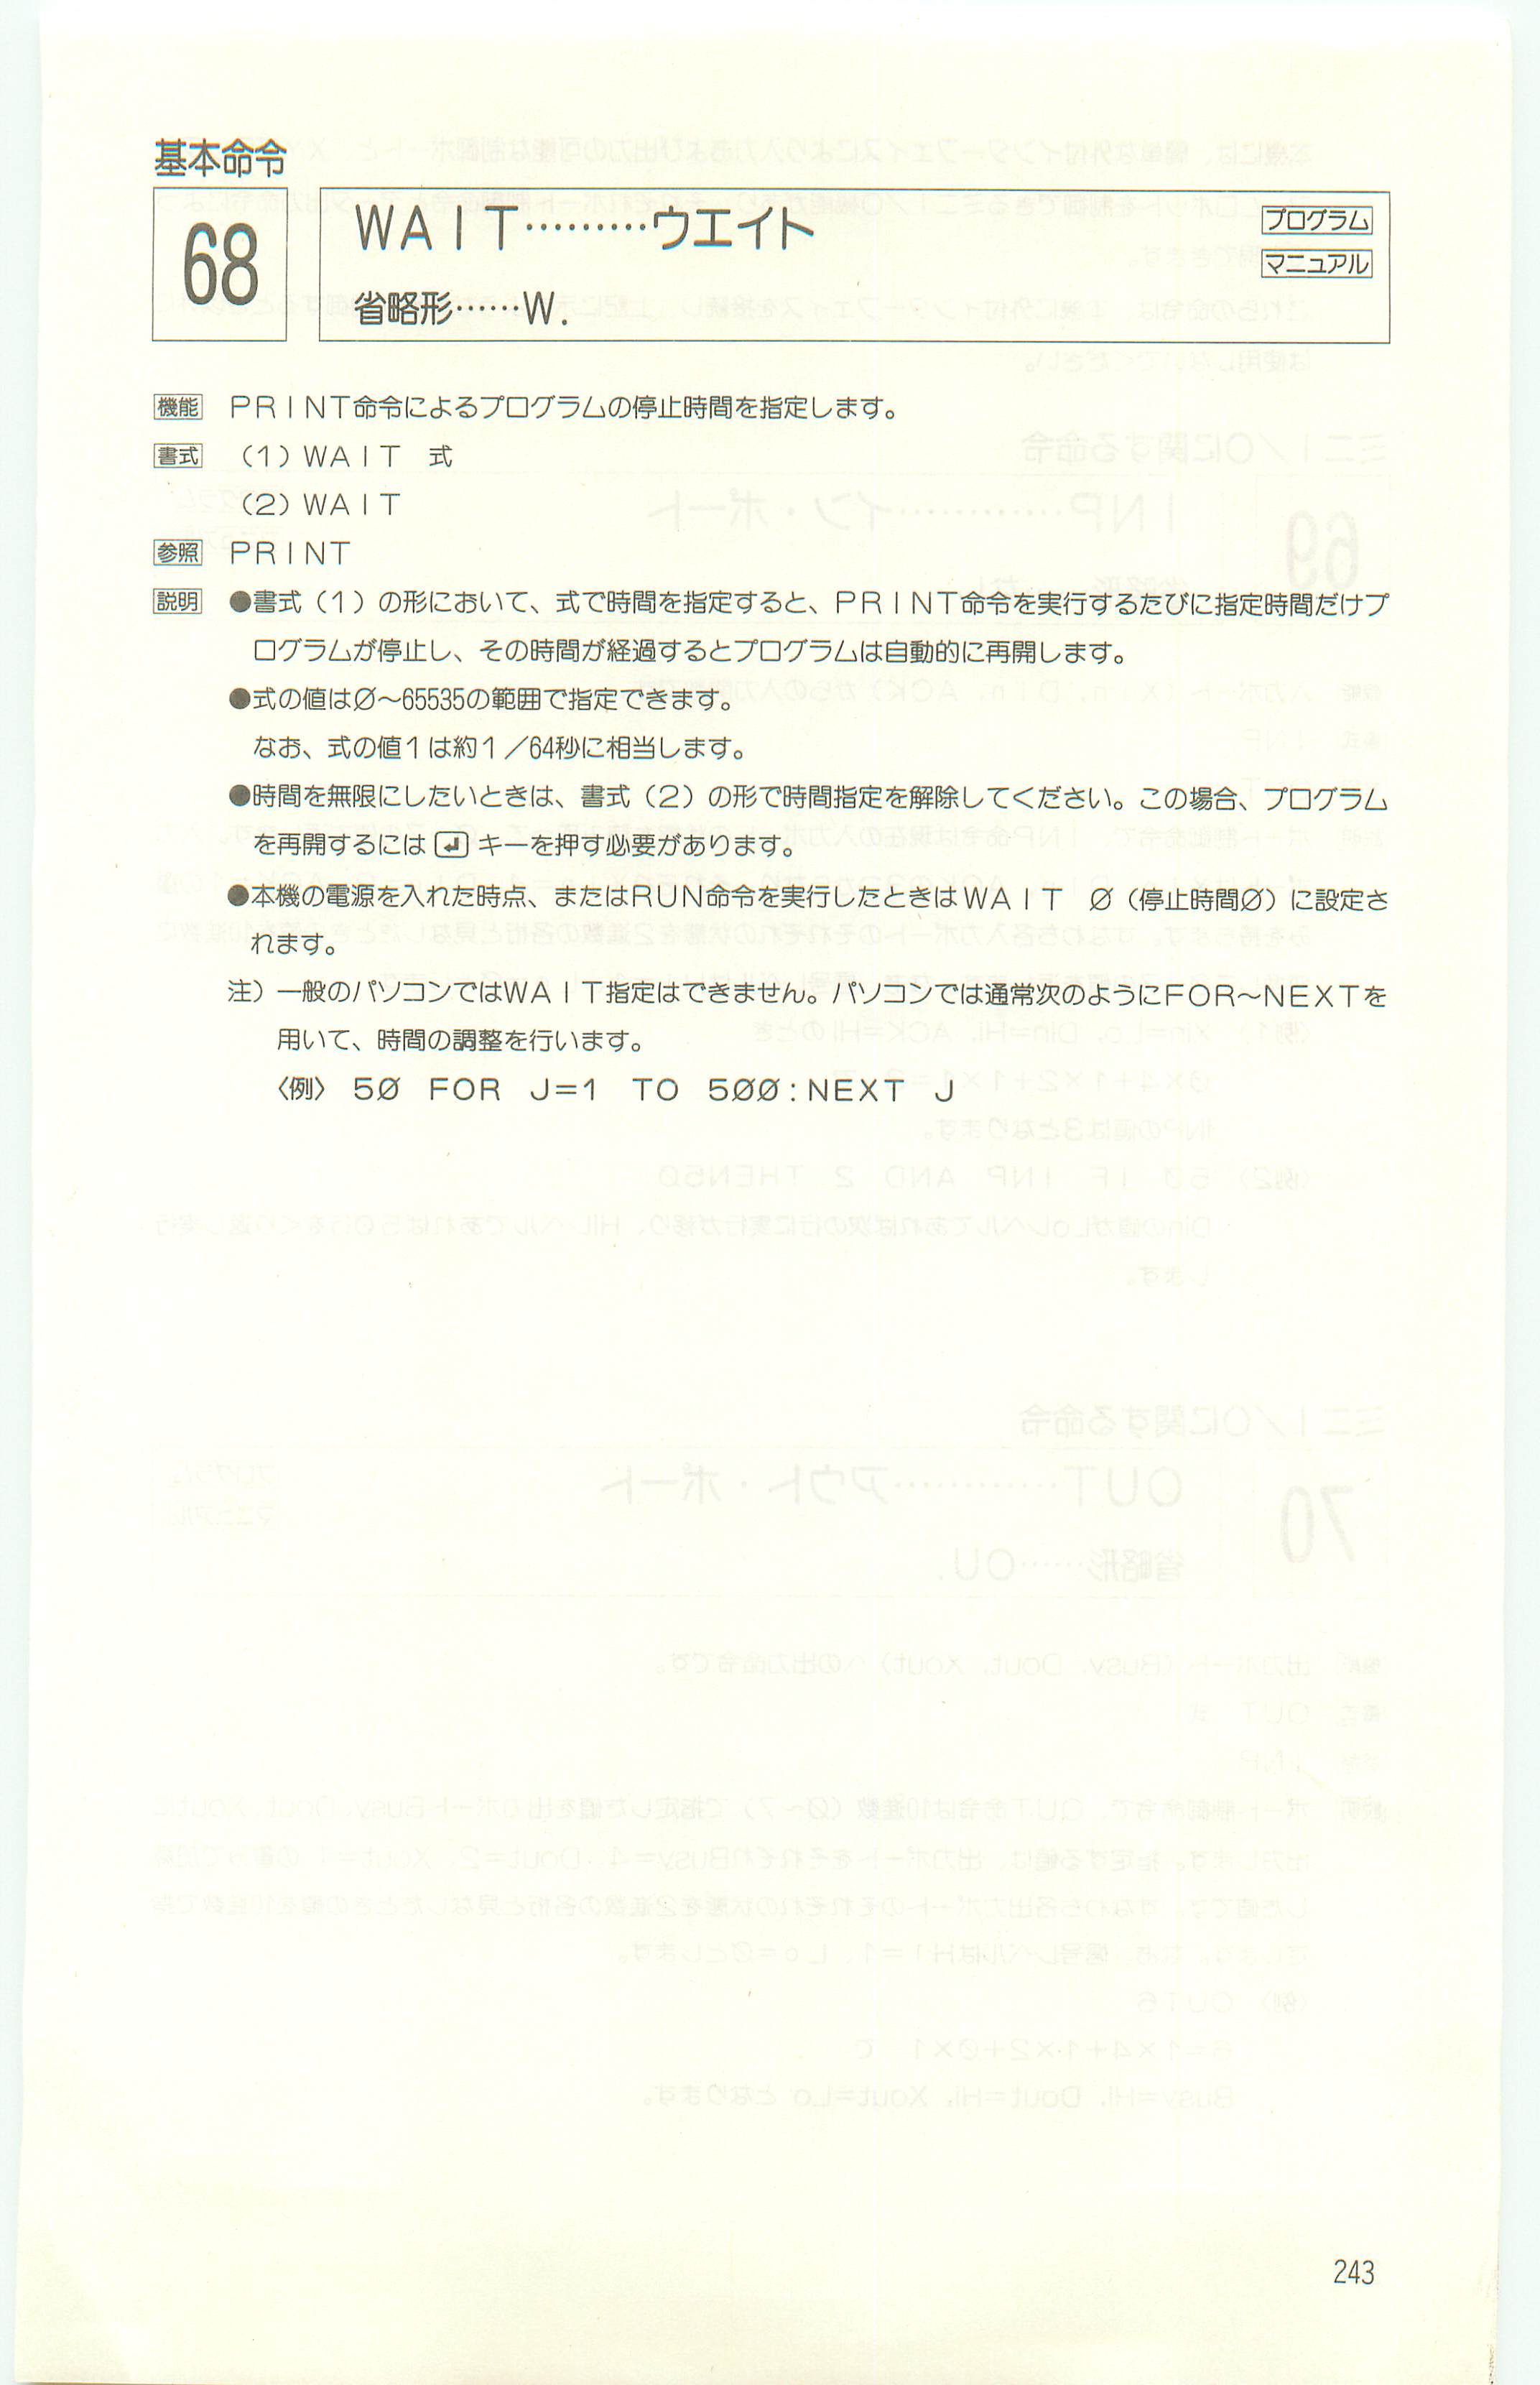 基本命令
68
WAIT………ウエイト
プログラム
マニュアル
省略形……W.
機能 PRINT命令によるプログラムの停止時間を指定します。
書式 (1) WAIT 式
(2) WAIT
参照 PRINT
説明 ●書式(1)の形において、式で時間を指定すると、PRINT命令を実行するたびに指定時間だけプ
ログラムが停止し、その時間が経過するとプログラムは自動的に再開します。
●式の値はØ~65535の範囲で指定できます。
なお、式の値1は約1/64秒に相当します。
●時間を無限にしたいときは、書式(2)の形で時間指定を解除してください。この場合、プログラム
を再開するには↵キーを押す必要があります。
●本機の電源を入れた時点、またはRUN命令を実行したときはWAIT Ø(停止時間Ø)に設定さ
れます。
注)一般のパソコンではWAIT指定はできません。パソコンでは通常次のようにFOR~NEXTを
用いて、時間の調整を行います。
〈例〉 5Ø FOR J=1 TO 5ØØ:NEXT J
243